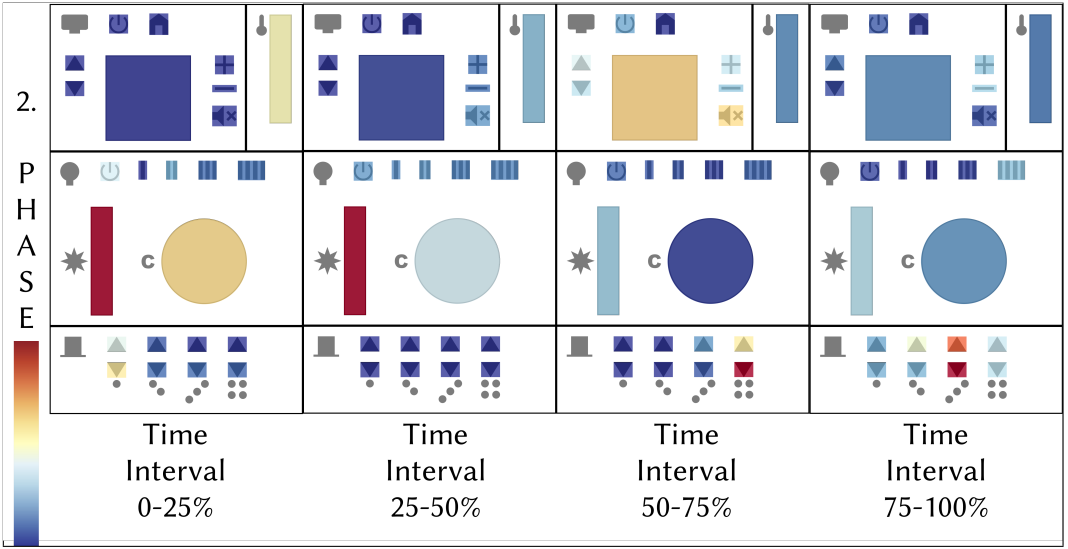 2.
P
H
A
S
E
C
C
C
C
Time
Interval
0-25%
Time
Interval
25-50%
Time
Interval
50-75%
Time
Interval
75-100%